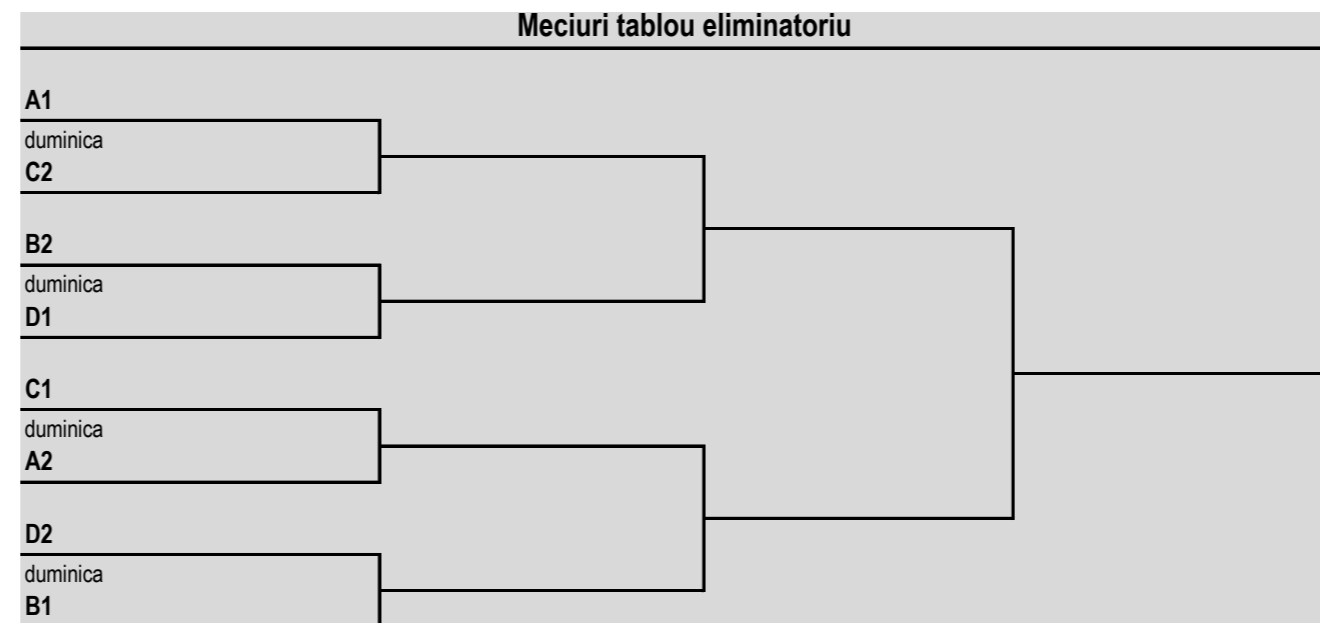 Meciuri tablou eliminatoriu
A1
duminica
C2
B2
duminica
D1
C1
duminica
A2
D2
duminica
B1